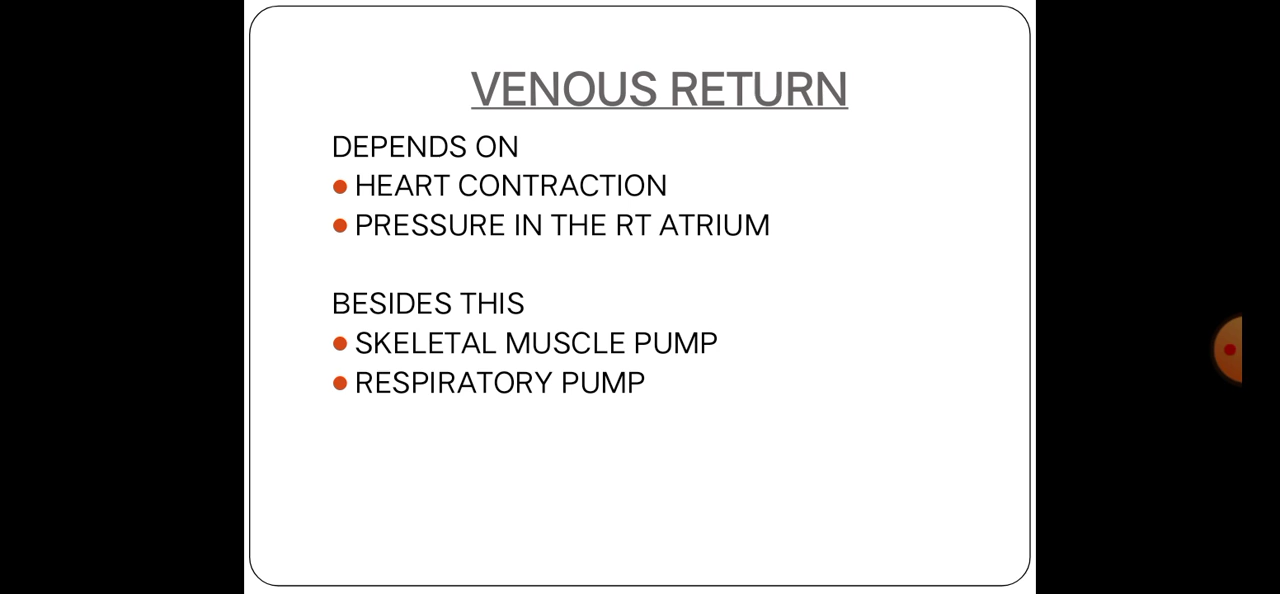 VENOUS RETURN
DEPENDS ON
● HEART CONTRACTION
● PRESSURE IN THE RT ATRIUM
BESIDES THIS
● SKELETAL MUSCLE PUMP
● RESPIRATORY PUMP